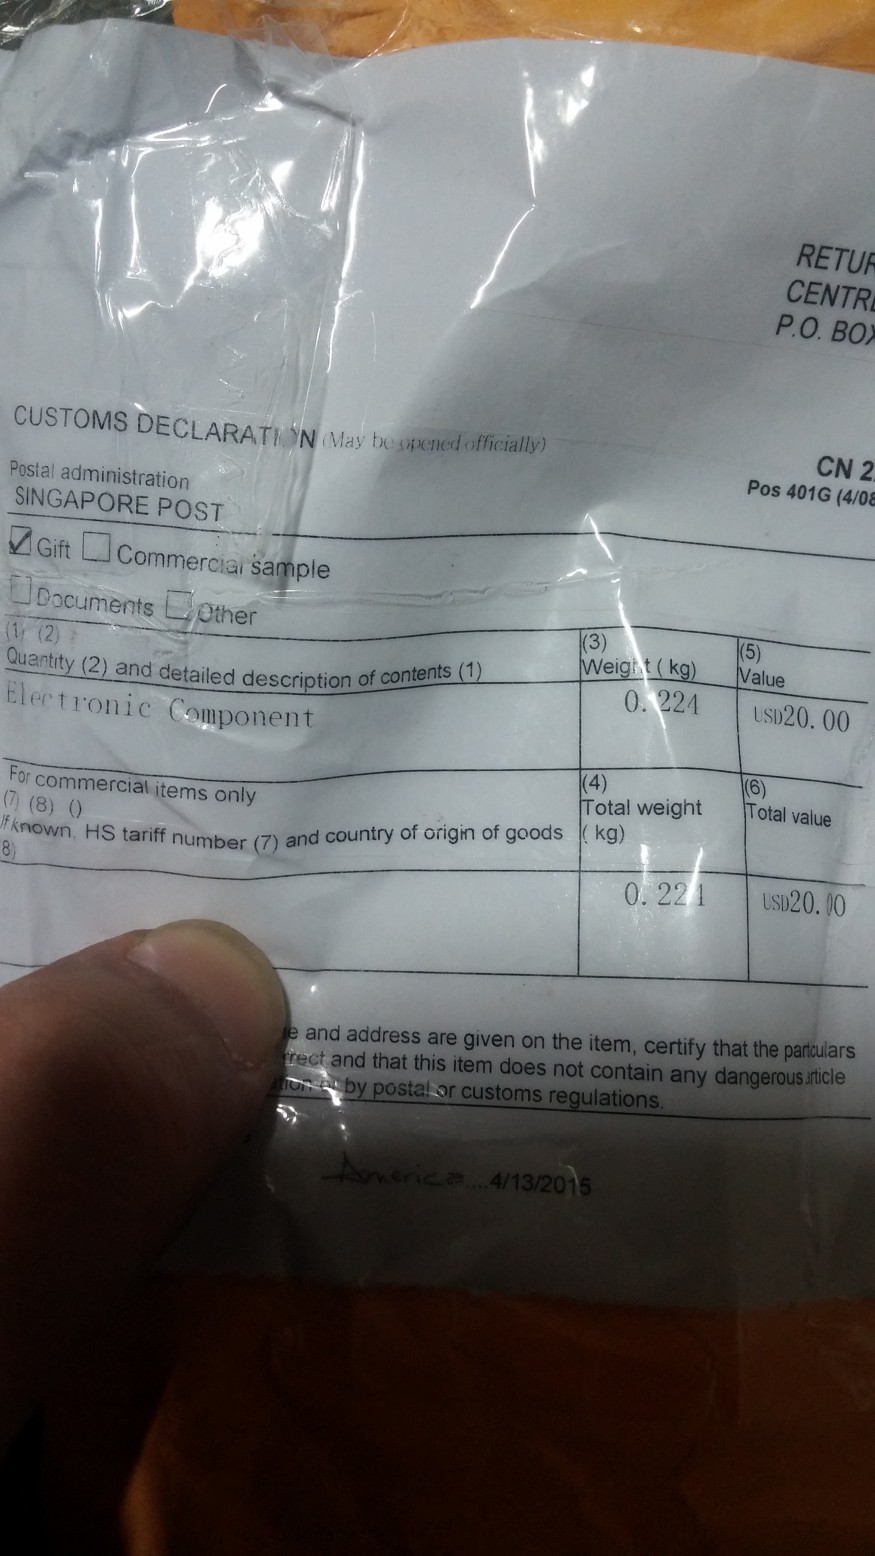 RETUR
CENTRE
P.O. BOX
CUSTOMS DECLARATION (May be opened officially)
CN 2
Pos 401G (4/08
Postal administration
SINGAPORE POST
Gift Commercial sample
Documents Other
(1) (2)
Quantity (2) and detailed description of contents (1)
(3)
Weight ( kg)
(5)
Value
Electronic Component
0.224
USD20.00
For commercial items only
(7) (8) ()
If known, HS tariff number (7) and country of origin of goods
8)
(4)
Total weight
( kg)
(6)
Total value
0.224
USD20.00
e and address are given on the item, certify that the particulars
rrect and that this item does not contain any dangerous article
by postal or customs regulations.
America....4/13/2015